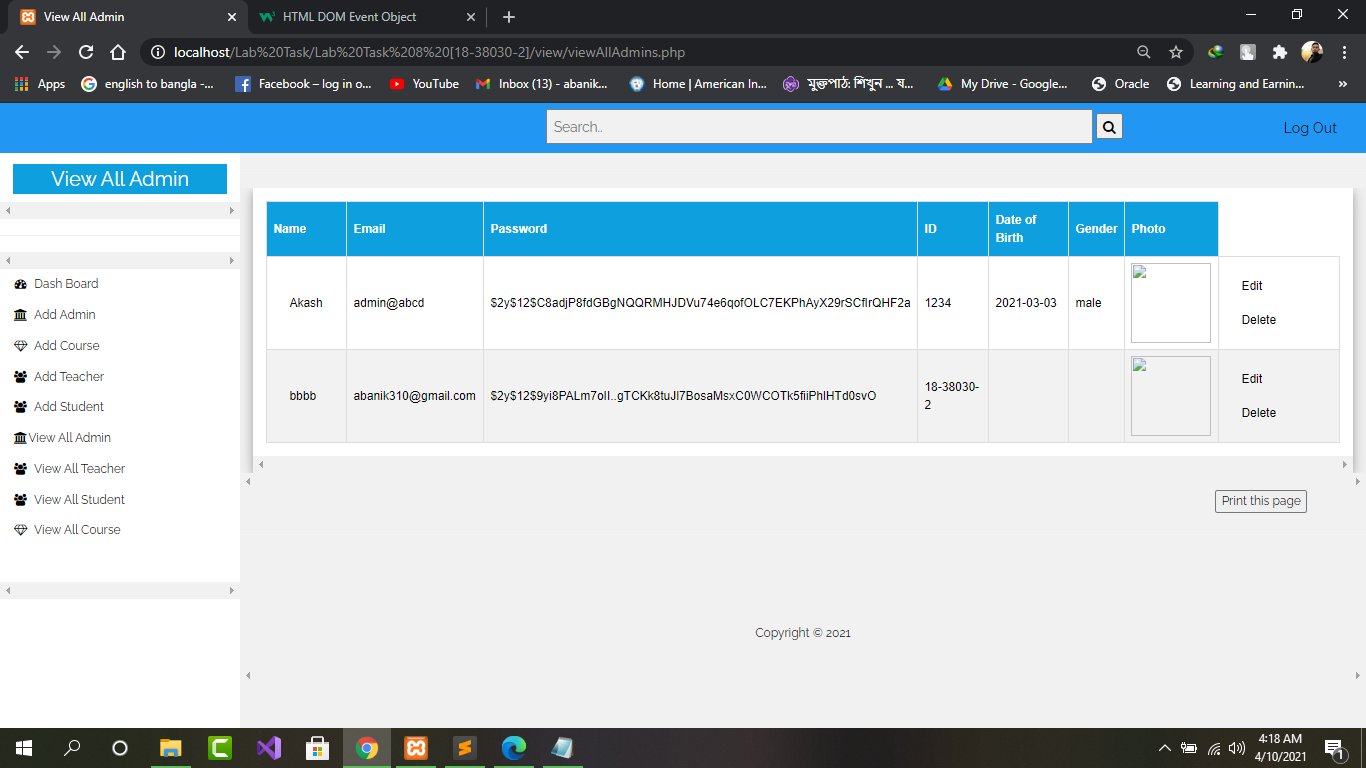 View All Admin
HTML DOM Event Object
localhost/Lab%20Task/Lab%20Task%208%20[18-38030-2]/view/viewAllAdmins.php
Apps
english to bangla -...
Facebook – log in o...
YouTube
Inbox (13) - abanik...
Home | American In...
মুক্তপাঠ: শিখুন ... য...
My Drive - Google...
Oracle
Learning and Earnin...
»
Search..
Log Out
View All Admin
Dash Board
Add Admin
Add Course
Add Teacher
Add Student
View All Admin
View All Teacher
View All Student
View All Course
Name Email Password ID Date of Birth Gender Photo
Akash admin@abcd $2y$12$C8adjP8fdGBgNQQRMHJDVu74e6qofOLC7EKPhAyX29rSCflrQHF2a 1234 2021-03-03 male
Edit
Delete
bbbb abanik310@gmail.com $2y$12$9yi8PALm7oIl..gTCKk8tuJl7BosaMsxC0WCOTk5fiiPhlHTd0svO 18-38030-2
Edit
Delete
Print this page
Copyright © 2021
4:18 AM
4/10/2021
1